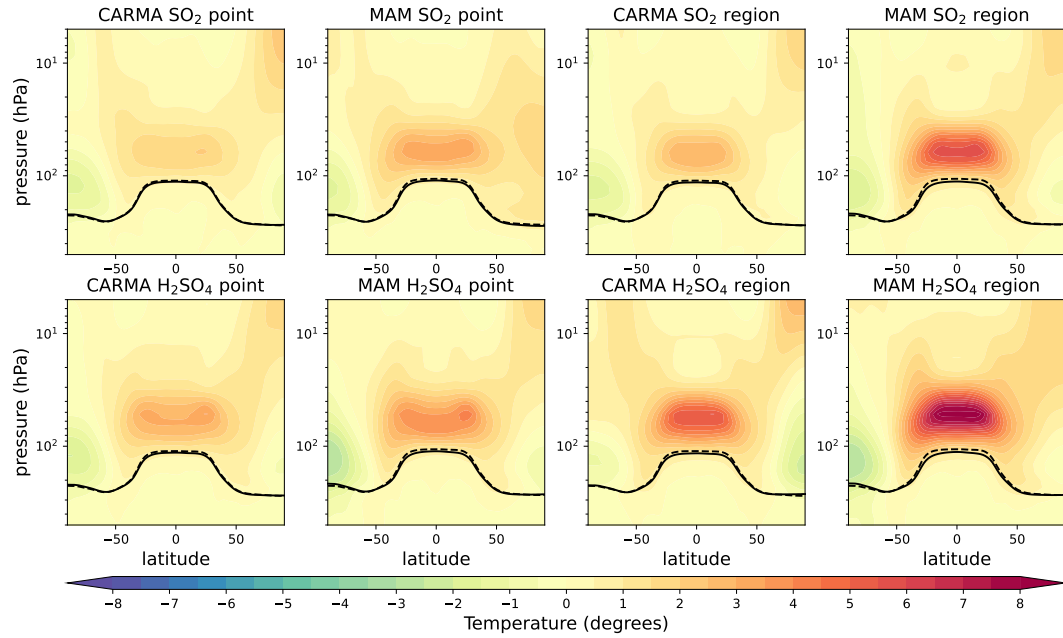 CARMA SO₂ point MAM SO₂ point CARMA SO₂ region MAM SO₂ region
pressure (hPa)
10¹ 10¹ 10¹ 10¹
10² 10² 10² 10²
−50 0 50 −50 0 50 −50 0 50 −50 0 50
CARMA H₂SO₄ point MAM H₂SO₄ point CARMA H₂SO₄ region MAM H₂SO₄ region
pressure (hPa)
10¹ 10¹ 10¹ 10¹
10² 10² 10² 10²
−50 0 50 −50 0 50 −50 0 50 −50 0 50
latitude latitude latitude latitude
−8 −7 −6 −5 −4 −3 −2 −1 0 1 2 3 4 5 6 7 8
Temperature (degrees)